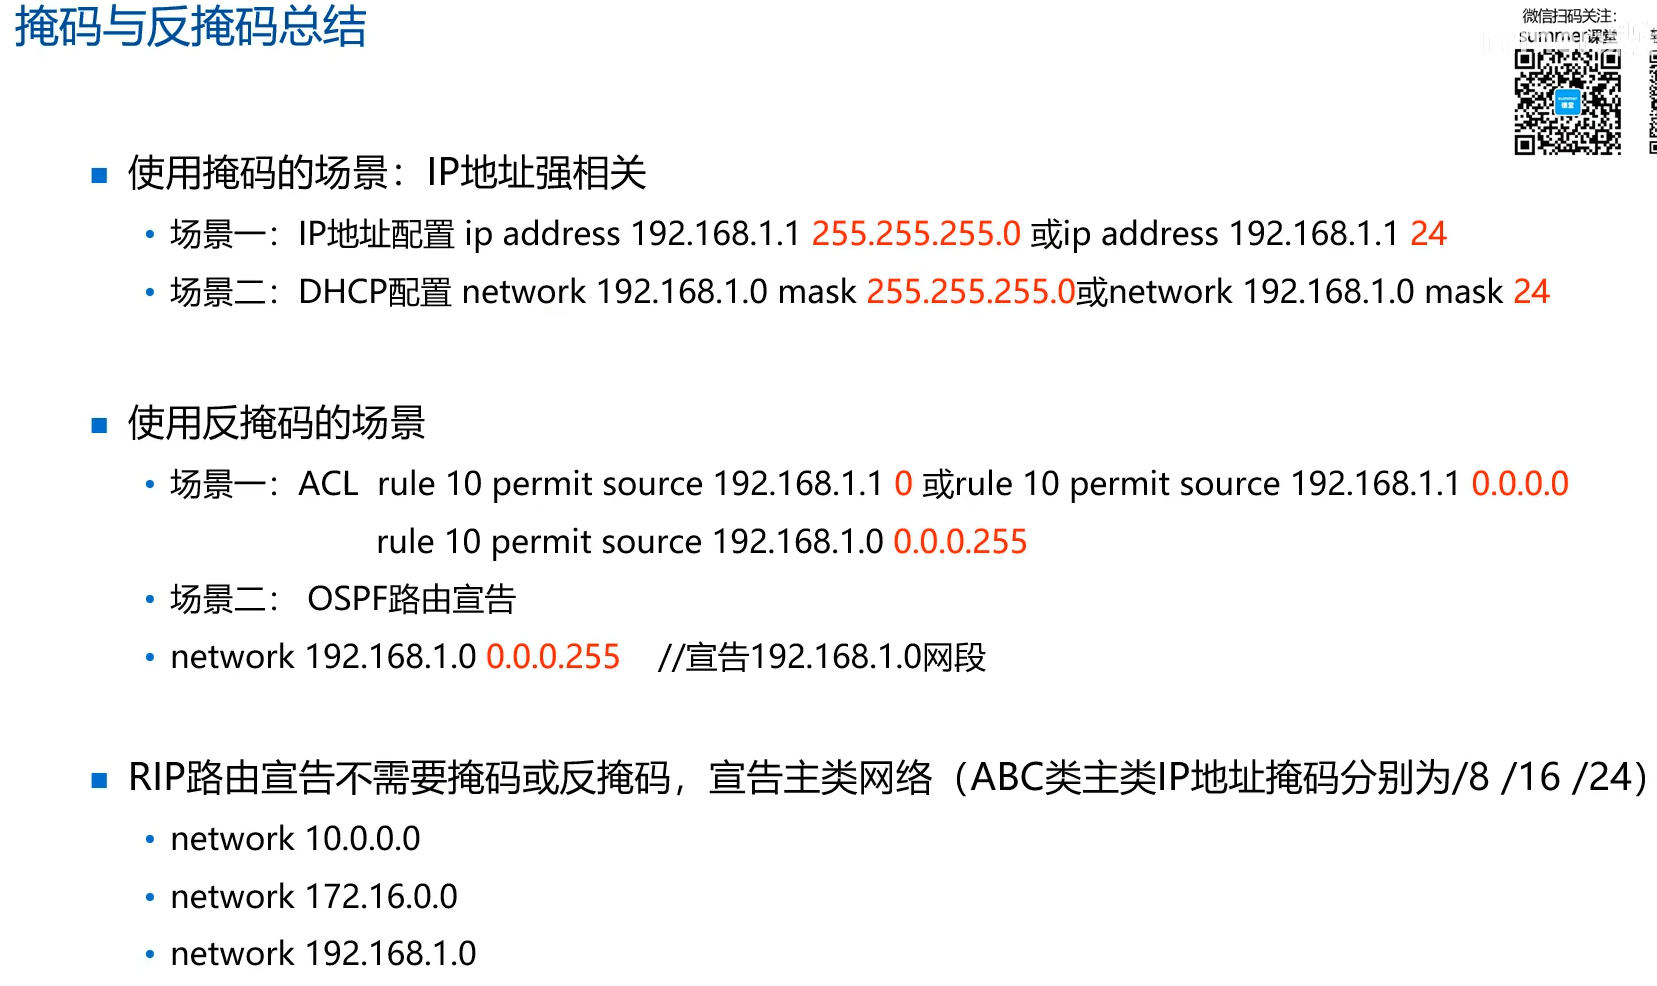 掩码与反掩码总结
微信扫码关注：
summer课堂
使用掩码的场景：IP地址强相关
场景一：IP地址配置 ip address 192.168.1.1 255.255.255.0 或ip address 192.168.1.1 24
场景二：DHCP配置 network 192.168.1.0 mask 255.255.255.0或network 192.168.1.0 mask 24
使用反掩码的场景
场景一：ACL rule 10 permit source 192.168.1.1 0 或rule 10 permit source 192.168.1.1 0.0.0.0
rule 10 permit source 192.168.1.0 0.0.0.255
场景二： OSPF路由宣告
network 192.168.1.0 0.0.0.255 //宣告192.168.1.0网段
RIP路由宣告不需要掩码或反掩码，宣告主类网络（ABC类主类IP地址掩码分别为/8 /16 /24）
network 10.0.0.0
network 172.16.0.0
network 192.168.1.0